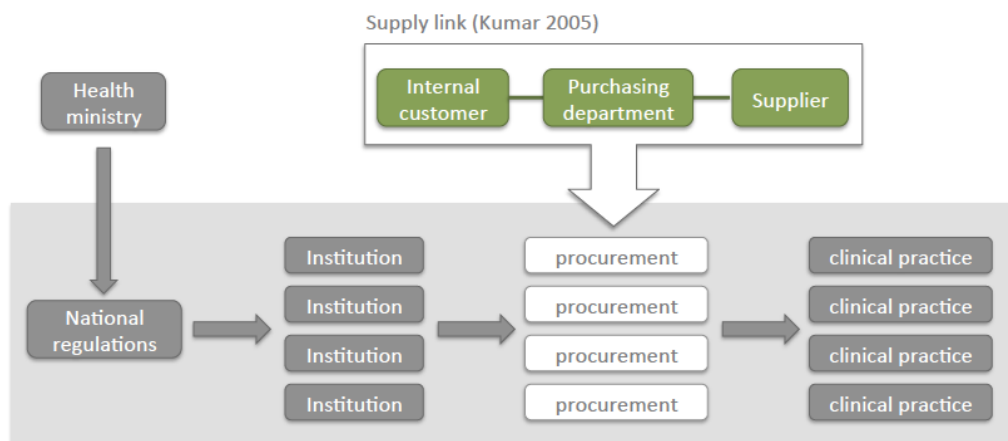 Supply link (Kumar 2005)
Health
ministry
Internal
customer
Purchasing
department
Supplier
National
regulations
Institution
Institution
Institution
Institution
procurement
procurement
procurement
procurement
clinical practice
clinical practice
clinical practice
clinical practice